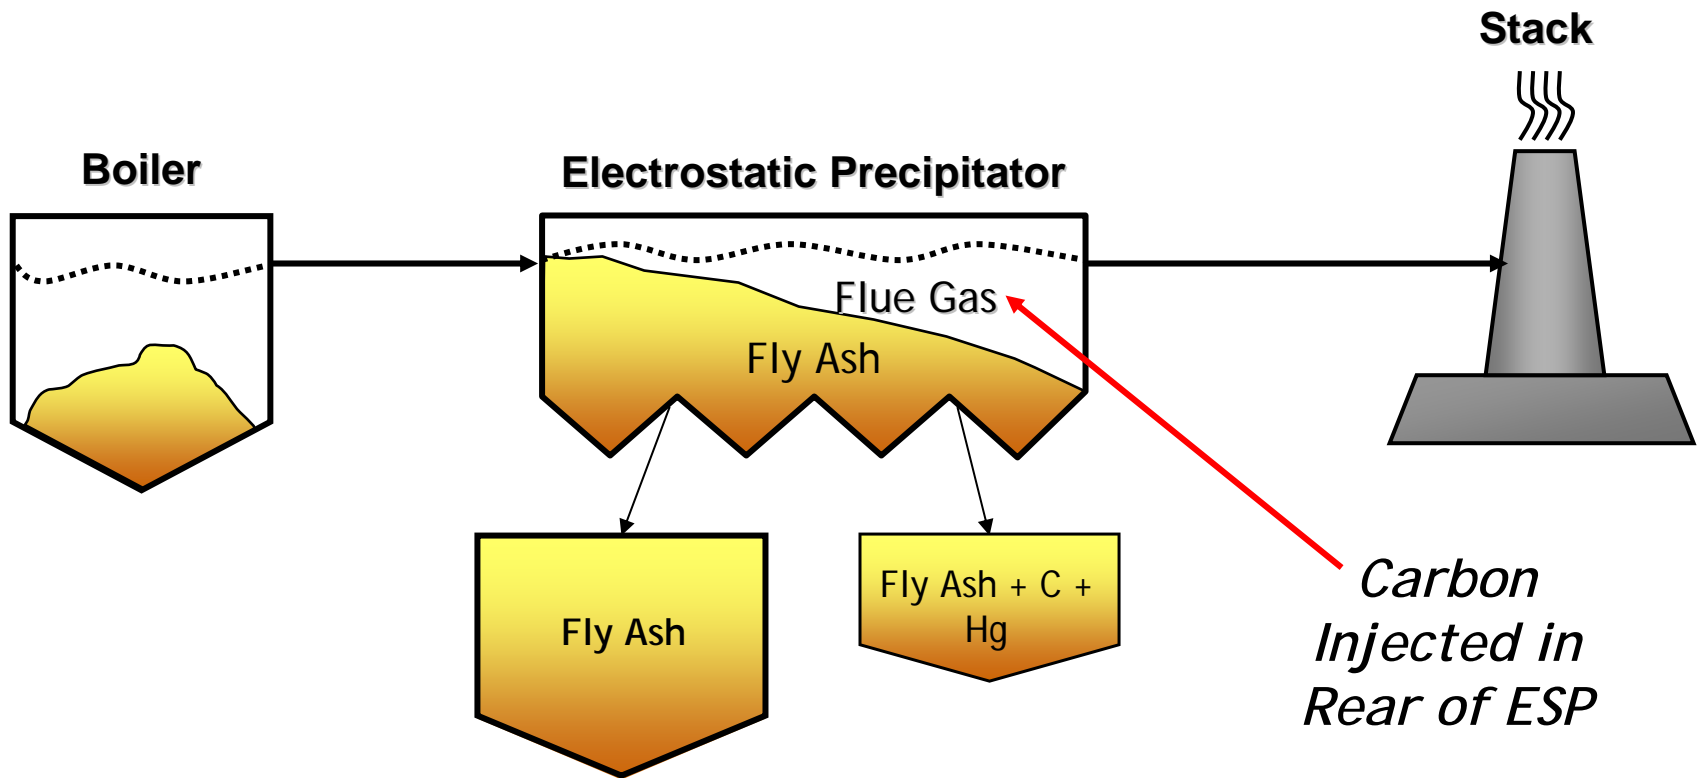 Stack
Boiler
Electrostatic Precipitator
Flue Gas
Fly Ash
Fly Ash
Fly Ash + C +
Hg
Carbon
Injected in
Rear of ESP